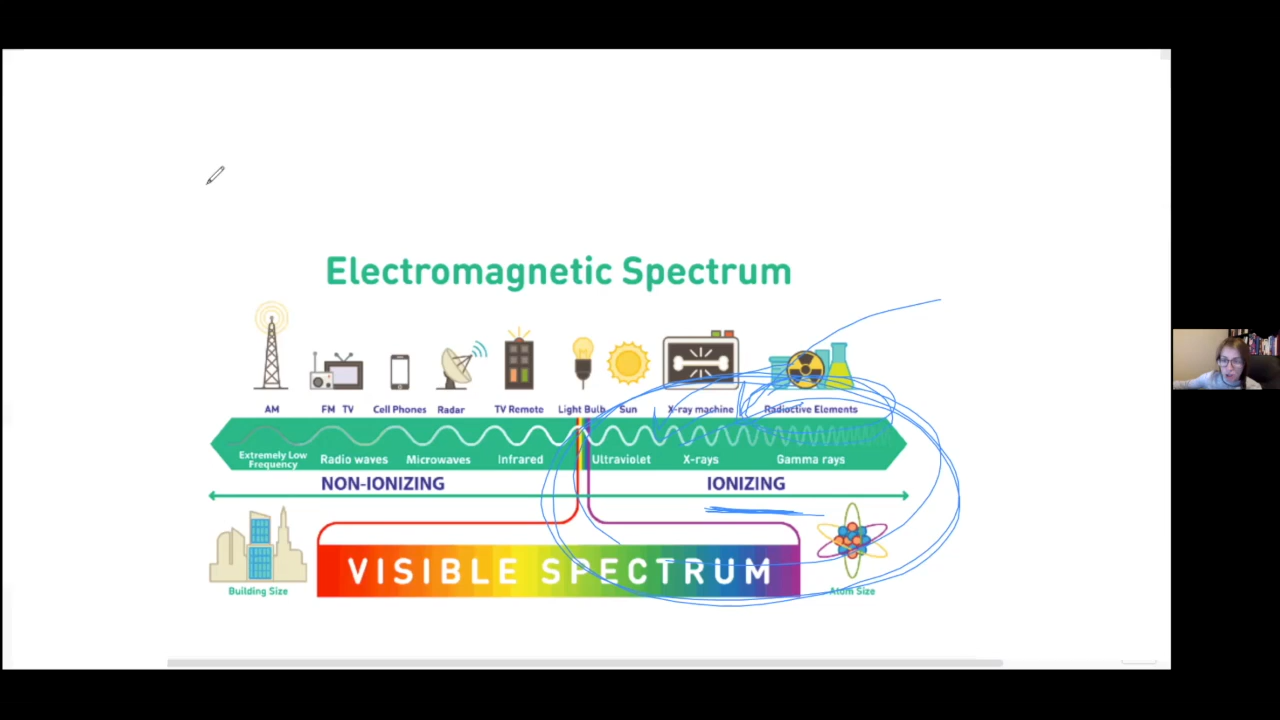 Electromagnetic Spectrum
AM FM TV Cell Phones Radar TV Remote Light Bulb Sun X-ray machine Radioctive Elements
Extremely Low Frequency Radio waves Microwaves Infrared Ultraviolet X-rays Gamma rays
NON-IONIZING IONIZING
VISIBLE SPECTRUM
Building Size Atom Size